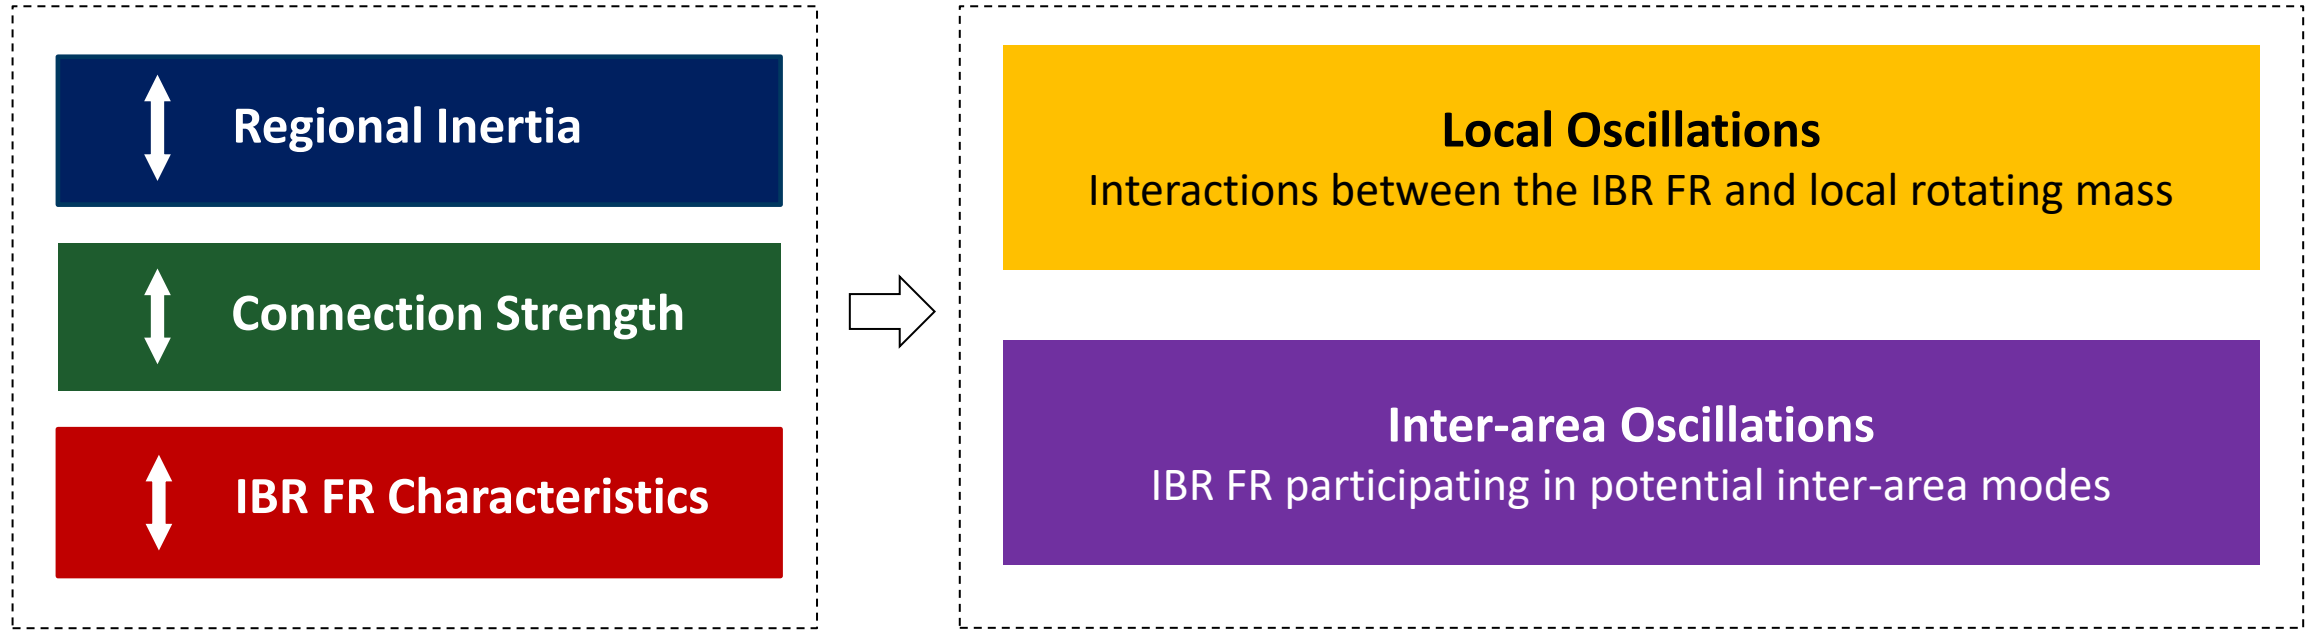 Regional Inertia
Connection Strength
IBR FR Characteristics
Local Oscillations
Interactions between the IBR FR and local rotating mass
Inter-area Oscillations
IBR FR participating in potential inter-area modes